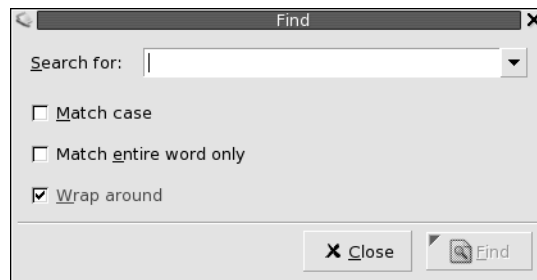 Find
Search for:
Match case
Match entire word only
Wrap around
Close Find